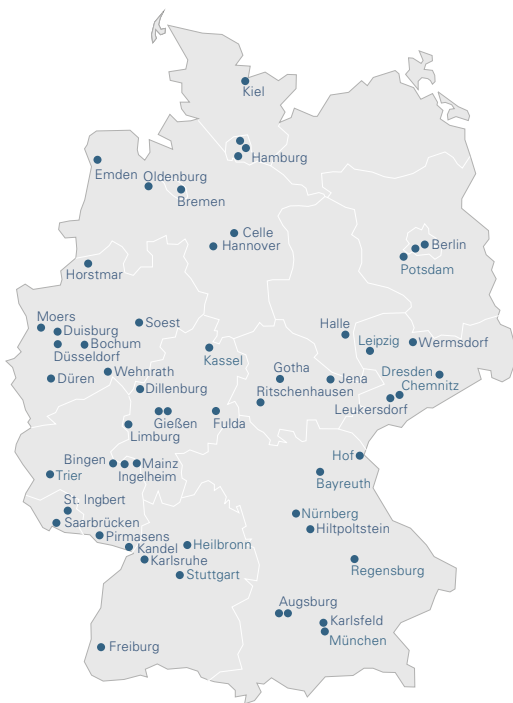 Kiel
Hamburg
Emden
Oldenburg
Bremen
Celle
Hannover
Berlin
Potsdam
Horstmar
Moers
Duisburg
Soest
Bochum
Düsseldorf
Kassel
Halle
Leipzig
Wermsdorf
Wehnrath
Düren
Dillenburg
Gotha
Jena
Ritschenhausen
Dresden
Chemnitz
Leukersdorf
Gießen
Fulda
Limburg
Hof
Bayreuth
Bingen
Mainz
Ingelheim
Trier
St. Ingbert
Saarbrücken
Pirmasens
Kandel
Karlsruhe
Heilbronn
Stuttgart
Nürnberg
Hiltpoltstein
Regensburg
Augsburg
Karlsfeld
München
Freiburg